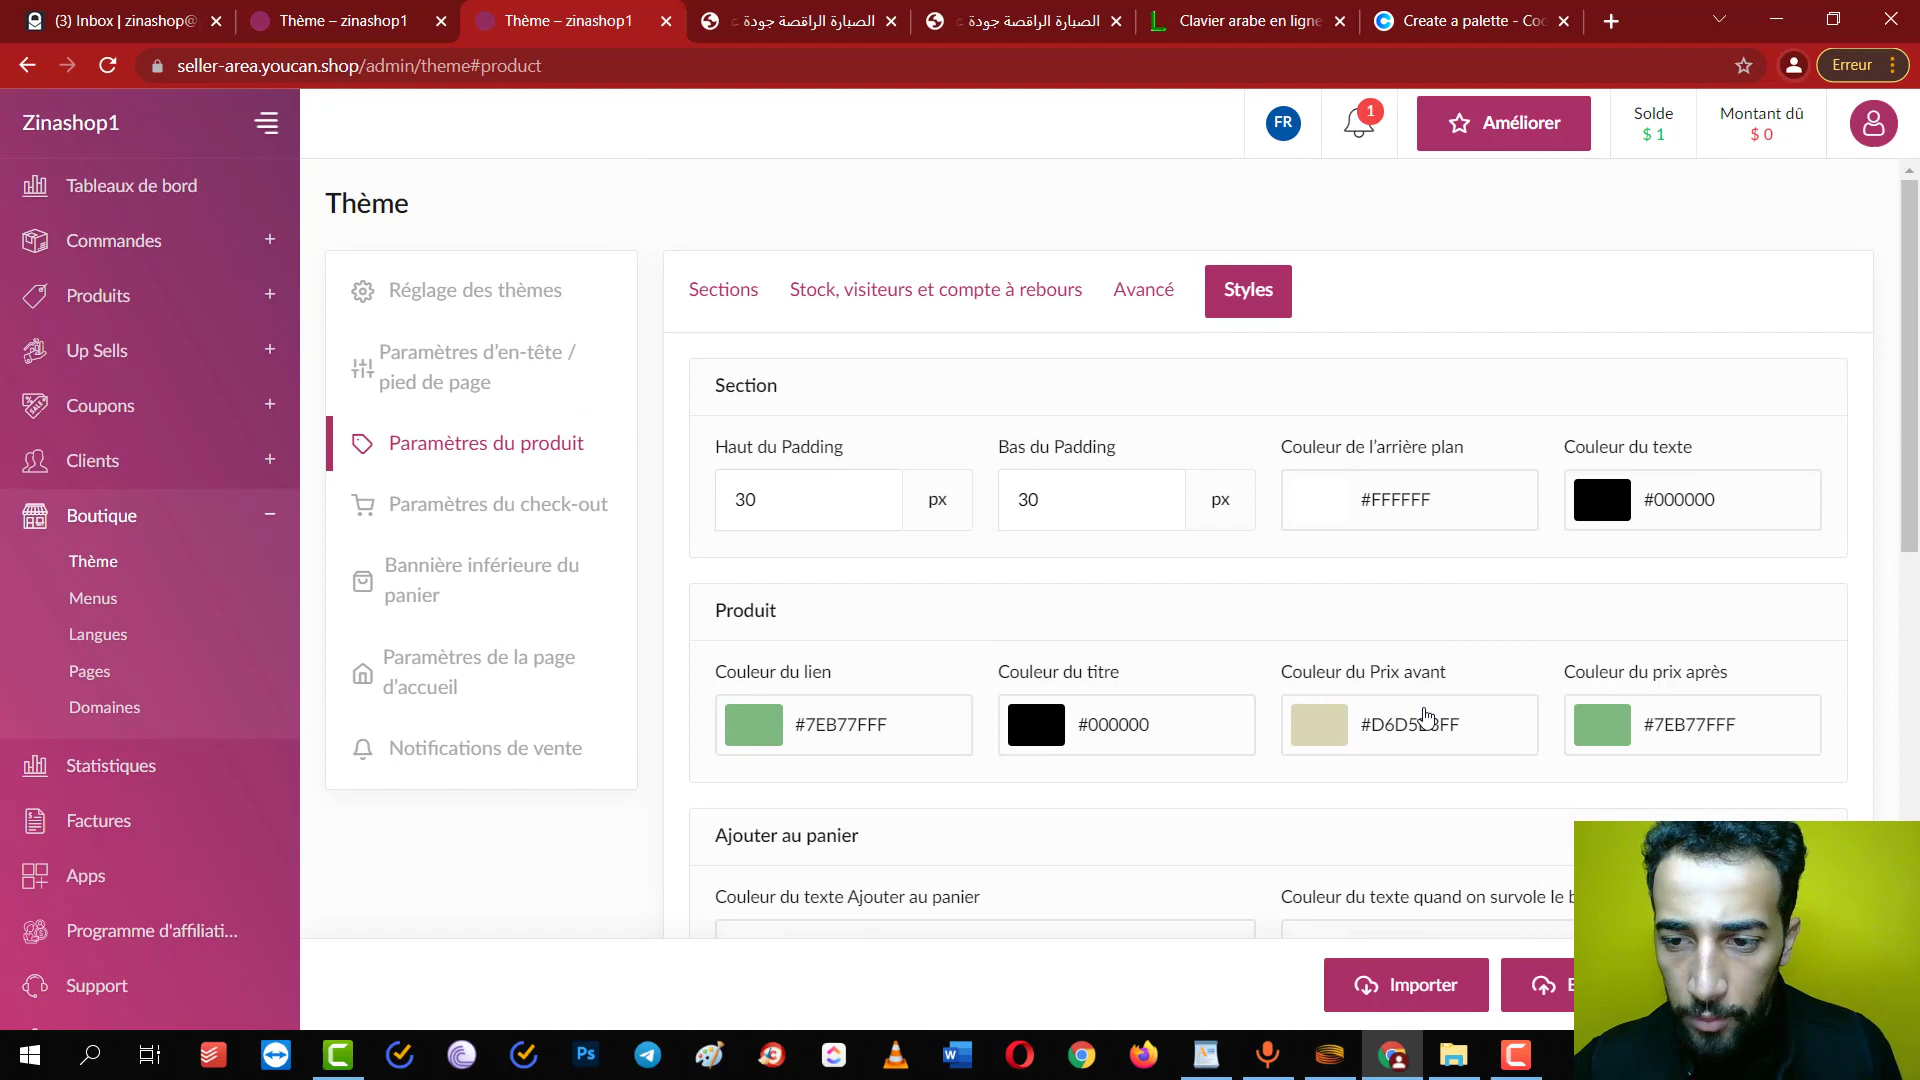 (3) Inbox | zinashop@
Thème – zinashop1
Thème – zinashop1
الصبارة الراقصة جودة
الصبارة الراقصة جودة
Clavier arabe en ligne
Create a palette - Coo
seller-area.youcan.shop/admin/theme#product
Erreur
Zinashop1
FR
1
Améliorer
Solde
$ 1
Montant dû
$ 0
Tableaux de bord
Commandes +
Produits +
Up Sells +
Coupons +
Clients +
Boutique −
Thème
Menus
Langues
Pages
Domaines
Statistiques
Factures
Apps
Programme d'affiliati...
Support
Thème
Réglage des thèmes
Paramètres d'en-tête /
pied de page
Paramètres du produit
Paramètres du check-out
Bannière inférieure du
panier
Paramètres de la page
d'accueil
Notifications de vente
Sections
Stock, visiteurs et compte à rebours
Avancé
Styles
Section
Haut du Padding
Bas du Padding
Couleur de l'arrière plan
Couleur du texte
30 px
30 px
#FFFFFF
#000000
Produit
Couleur du lien
Couleur du titre
Couleur du Prix avant
Couleur du prix après
#7EB77FFF
#000000
#7EB77FFF
Ajouter au panier
Couleur du texte Ajouter au panier
Couleur du texte quand on survole le b
Importer
E
Ps
W